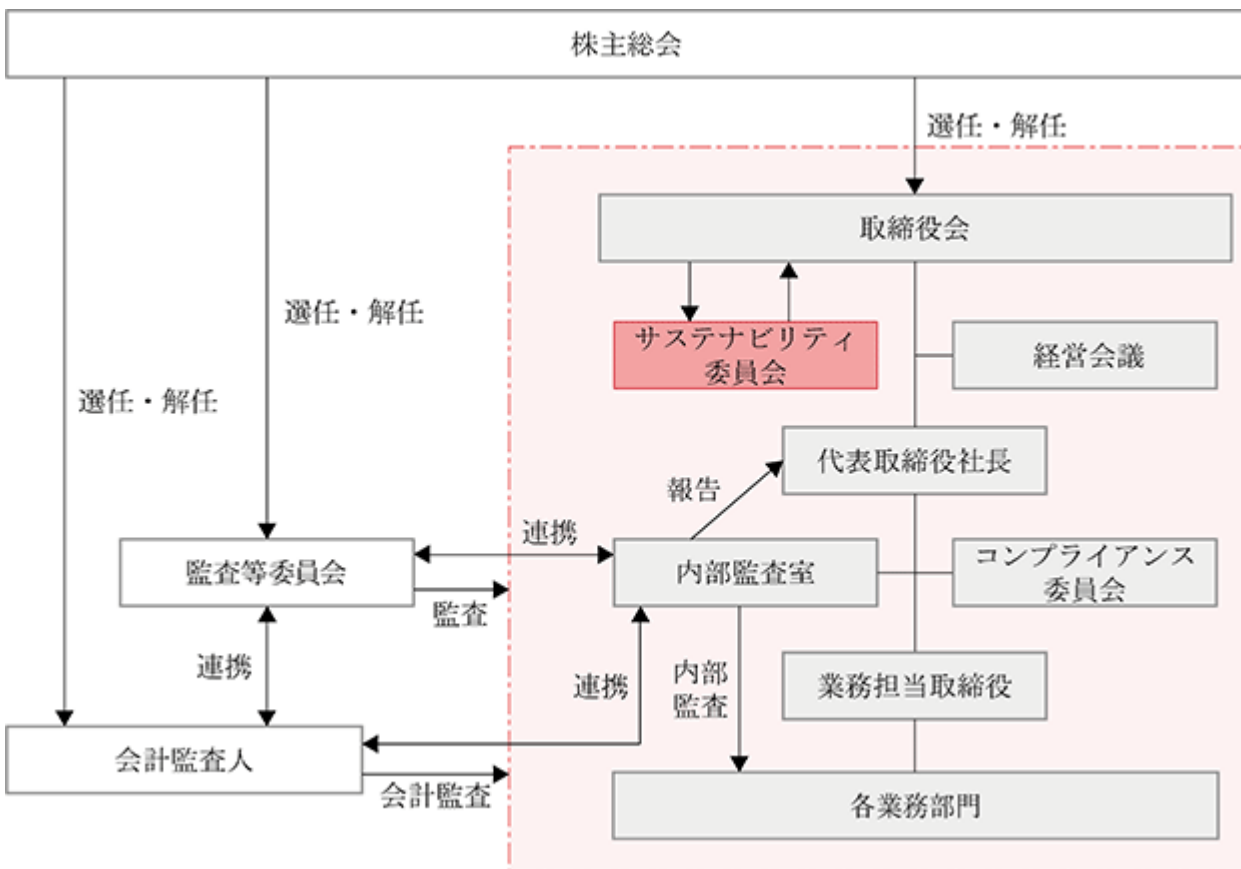 株主総会
選任・解任
取締役会
選任・解任
サステナビリティ
委員会
経営会議
選任・解任
代表取締役社長
報告
連携
監査等委員会
内部監査室
コンプライアンス
委員会
監査
連携
連携
内部
監査
業務担当取締役
会計監査人
会計監査
各業務部門